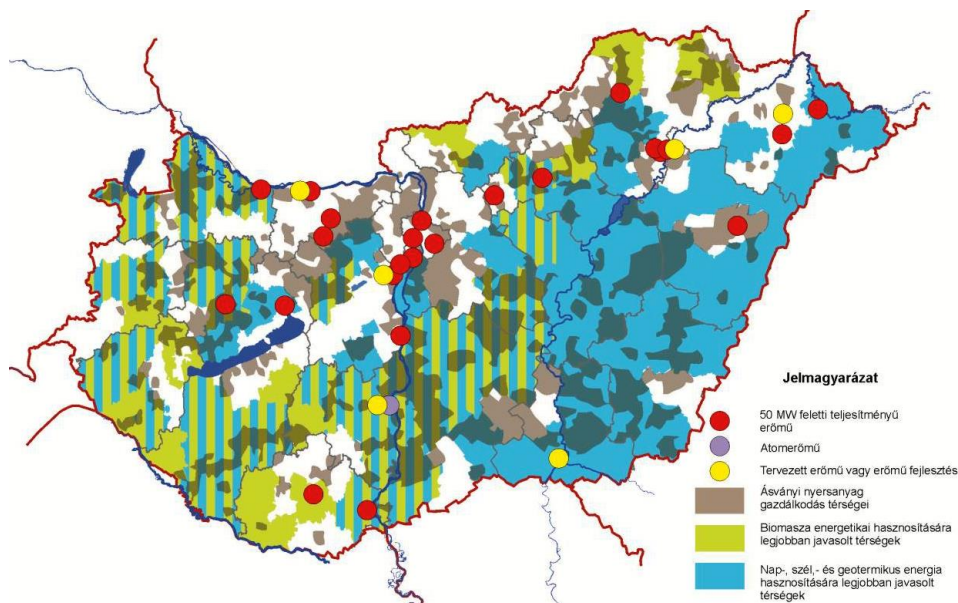 Jelmagyarázat
50 MW feletti teljesítményű
erőmű
Atomerőmű
Tervezett erőmű vagy erőmű fejlesztés
Ásványi nyersanyag
gazdálkodás térségei
Biomasza energetikai hasznosítására
legjobban javasolt térségek
Nap-, szél,- és geotermikus energia
hasznosítására legjobban javasolt
térségek